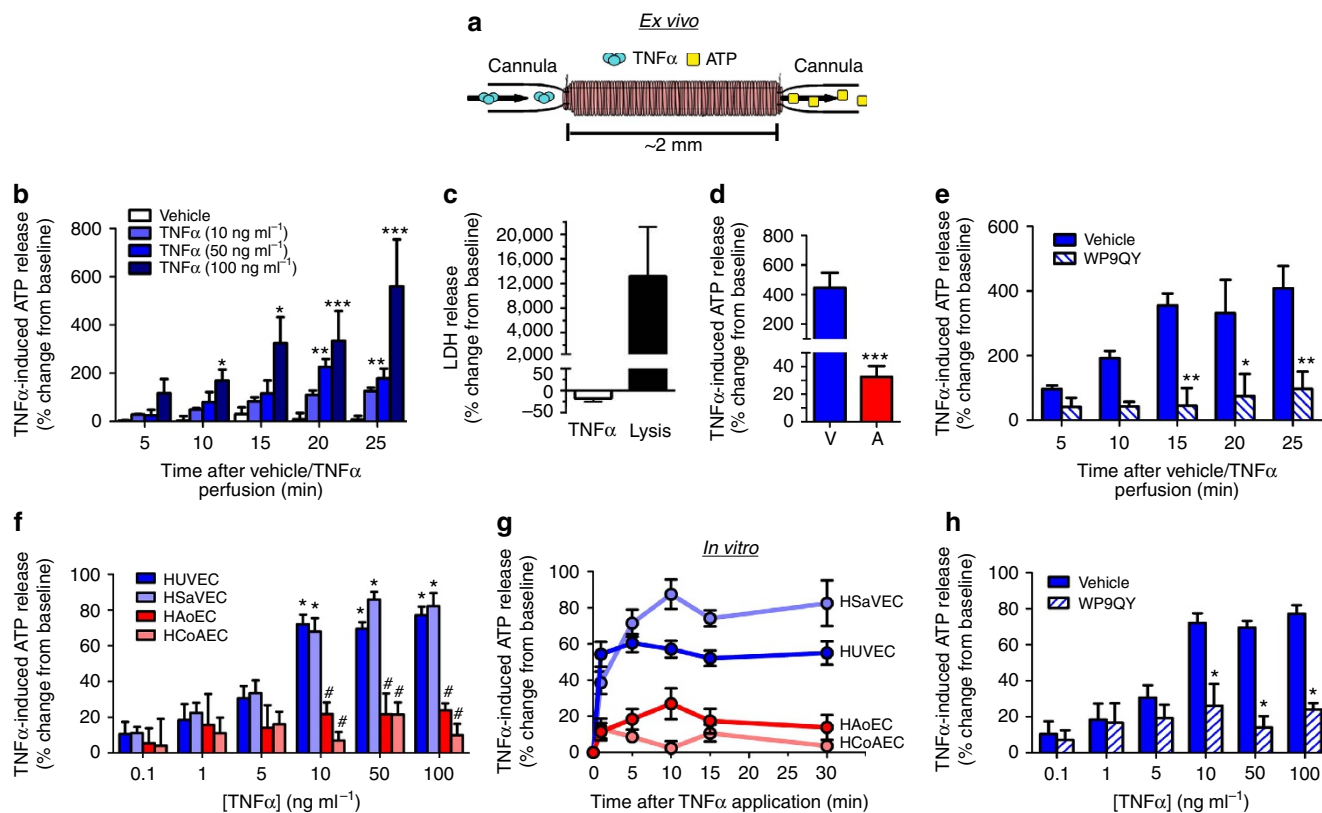 a
Ex vivo
TNFα ATP
Cannula Cannula
~2 mm
b
TNFα-induced ATP release
(% change from baseline)
800
600
400
200
0
Vehicle
TNFα (10 ng ml⁻¹)
TNFα (50 ng ml⁻¹)
TNFα (100 ng ml⁻¹)
* * ** *** ** ***
5 10 15 20 25
Time after vehicle/TNFα
perfusion (min)
c
LDH release
(% change from baseline)
20,000
16,000
12,000
8,000
4,000
2,000
50
0
−50
TNFα Lysis
d
TNFα-induced ATP release
(% change from baseline)
800
600
400
200
40
30
20
10
0
***
V A
e
TNFα-induced ATP release
(% change from baseline)
600
400
200
0
Vehicle
WP9QY
** * **
5 10 15 20 25
Time after vehicle/TNFα
perfusion (min)
f
TNFα-induced ATP release
(% change from baseline)
100
80
60
40
20
0
HUVEC
HSaVEC
HAoEC
HCoAEC
* * # # * * # # * * # #
0.1 1 5 10 50 100
[TNFα] (ng ml⁻¹)
g
In vitro
TNFα-induced ATP release
(% change from baseline)
100
80
60
40
20
0
HSaVEC
HUVEC
HAoEC
HCoAEC
0 5 10 15 20 25 30
Time after TNFα application (min)
h
TNFα-induced ATP release
(% change from baseline)
100
80
60
40
20
0
Vehicle
WP9QY
* * *
0.1 1 5 10 50 100
[TNFα] (ng ml⁻¹)